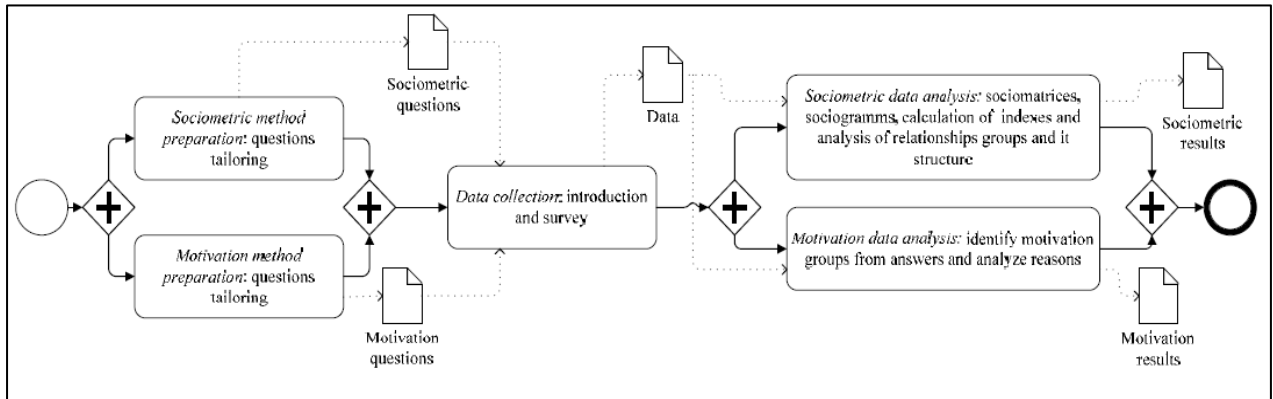 Sociometric
questions
Data
Sociometric
results
Sociometric method
preparation: questions
tailoring
Motivation method
preparation: questions
tailoring
Motivation
questions
Data collection: introduction
and survey
Sociometric data analysis: sociomatrices,
sociogramms, calculation of indexes and
analysis of relationships groups and it
structure
Motivation data analysis: identify motivation
groups from answers and analyze reasons
Motivation
results